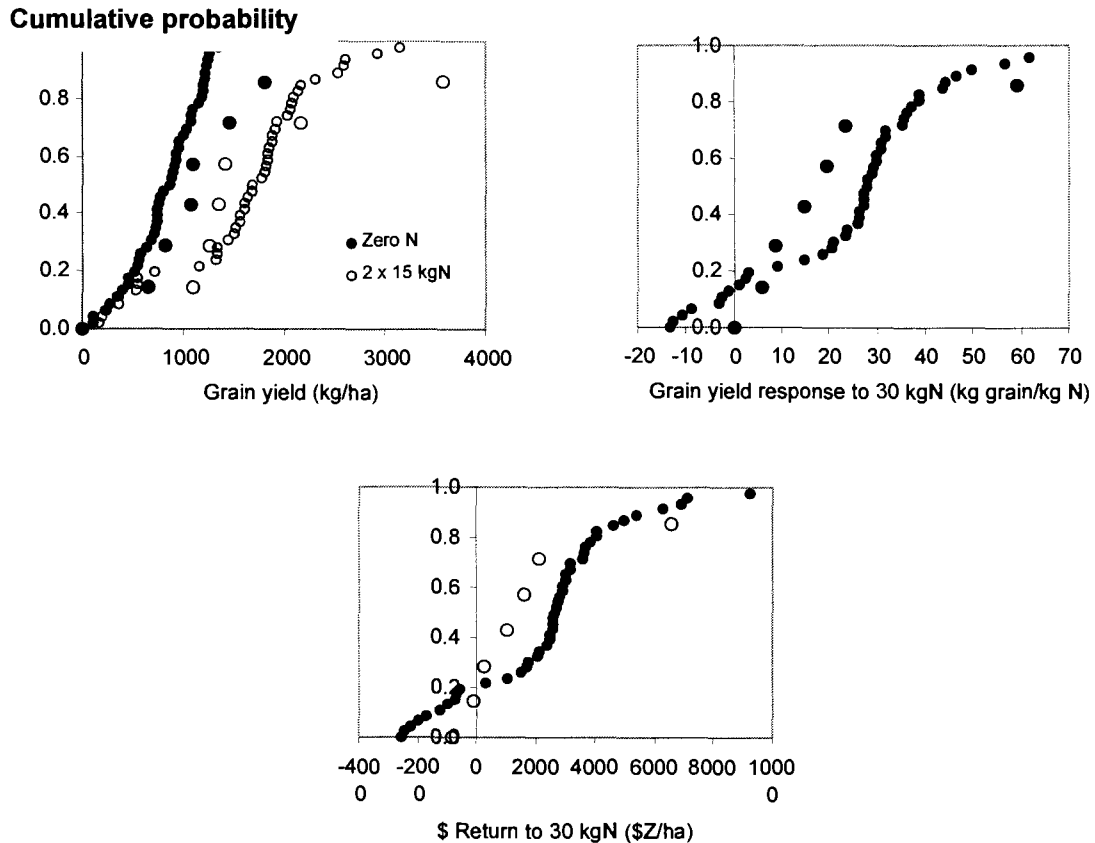 Cumulative probability
0.8
0.6
0.4
0.2
0.0
Zero N
2 x 15 kgN
0 1000 2000 3000 4000
Grain yield (kg/ha)
1.0
0.8
0.6
0.4
0.2
0.0
-20 -10 0 10 20 30 40 50 60 70
Grain yield response to 30 kgN (kg grain/kg N)
1.0
0.8
0.6
0.4
0.2
0.0
-400 -200 0 2000 4000 6000 8000 1000
0 0 0
$ Return to 30 kgN ($Z/ha)